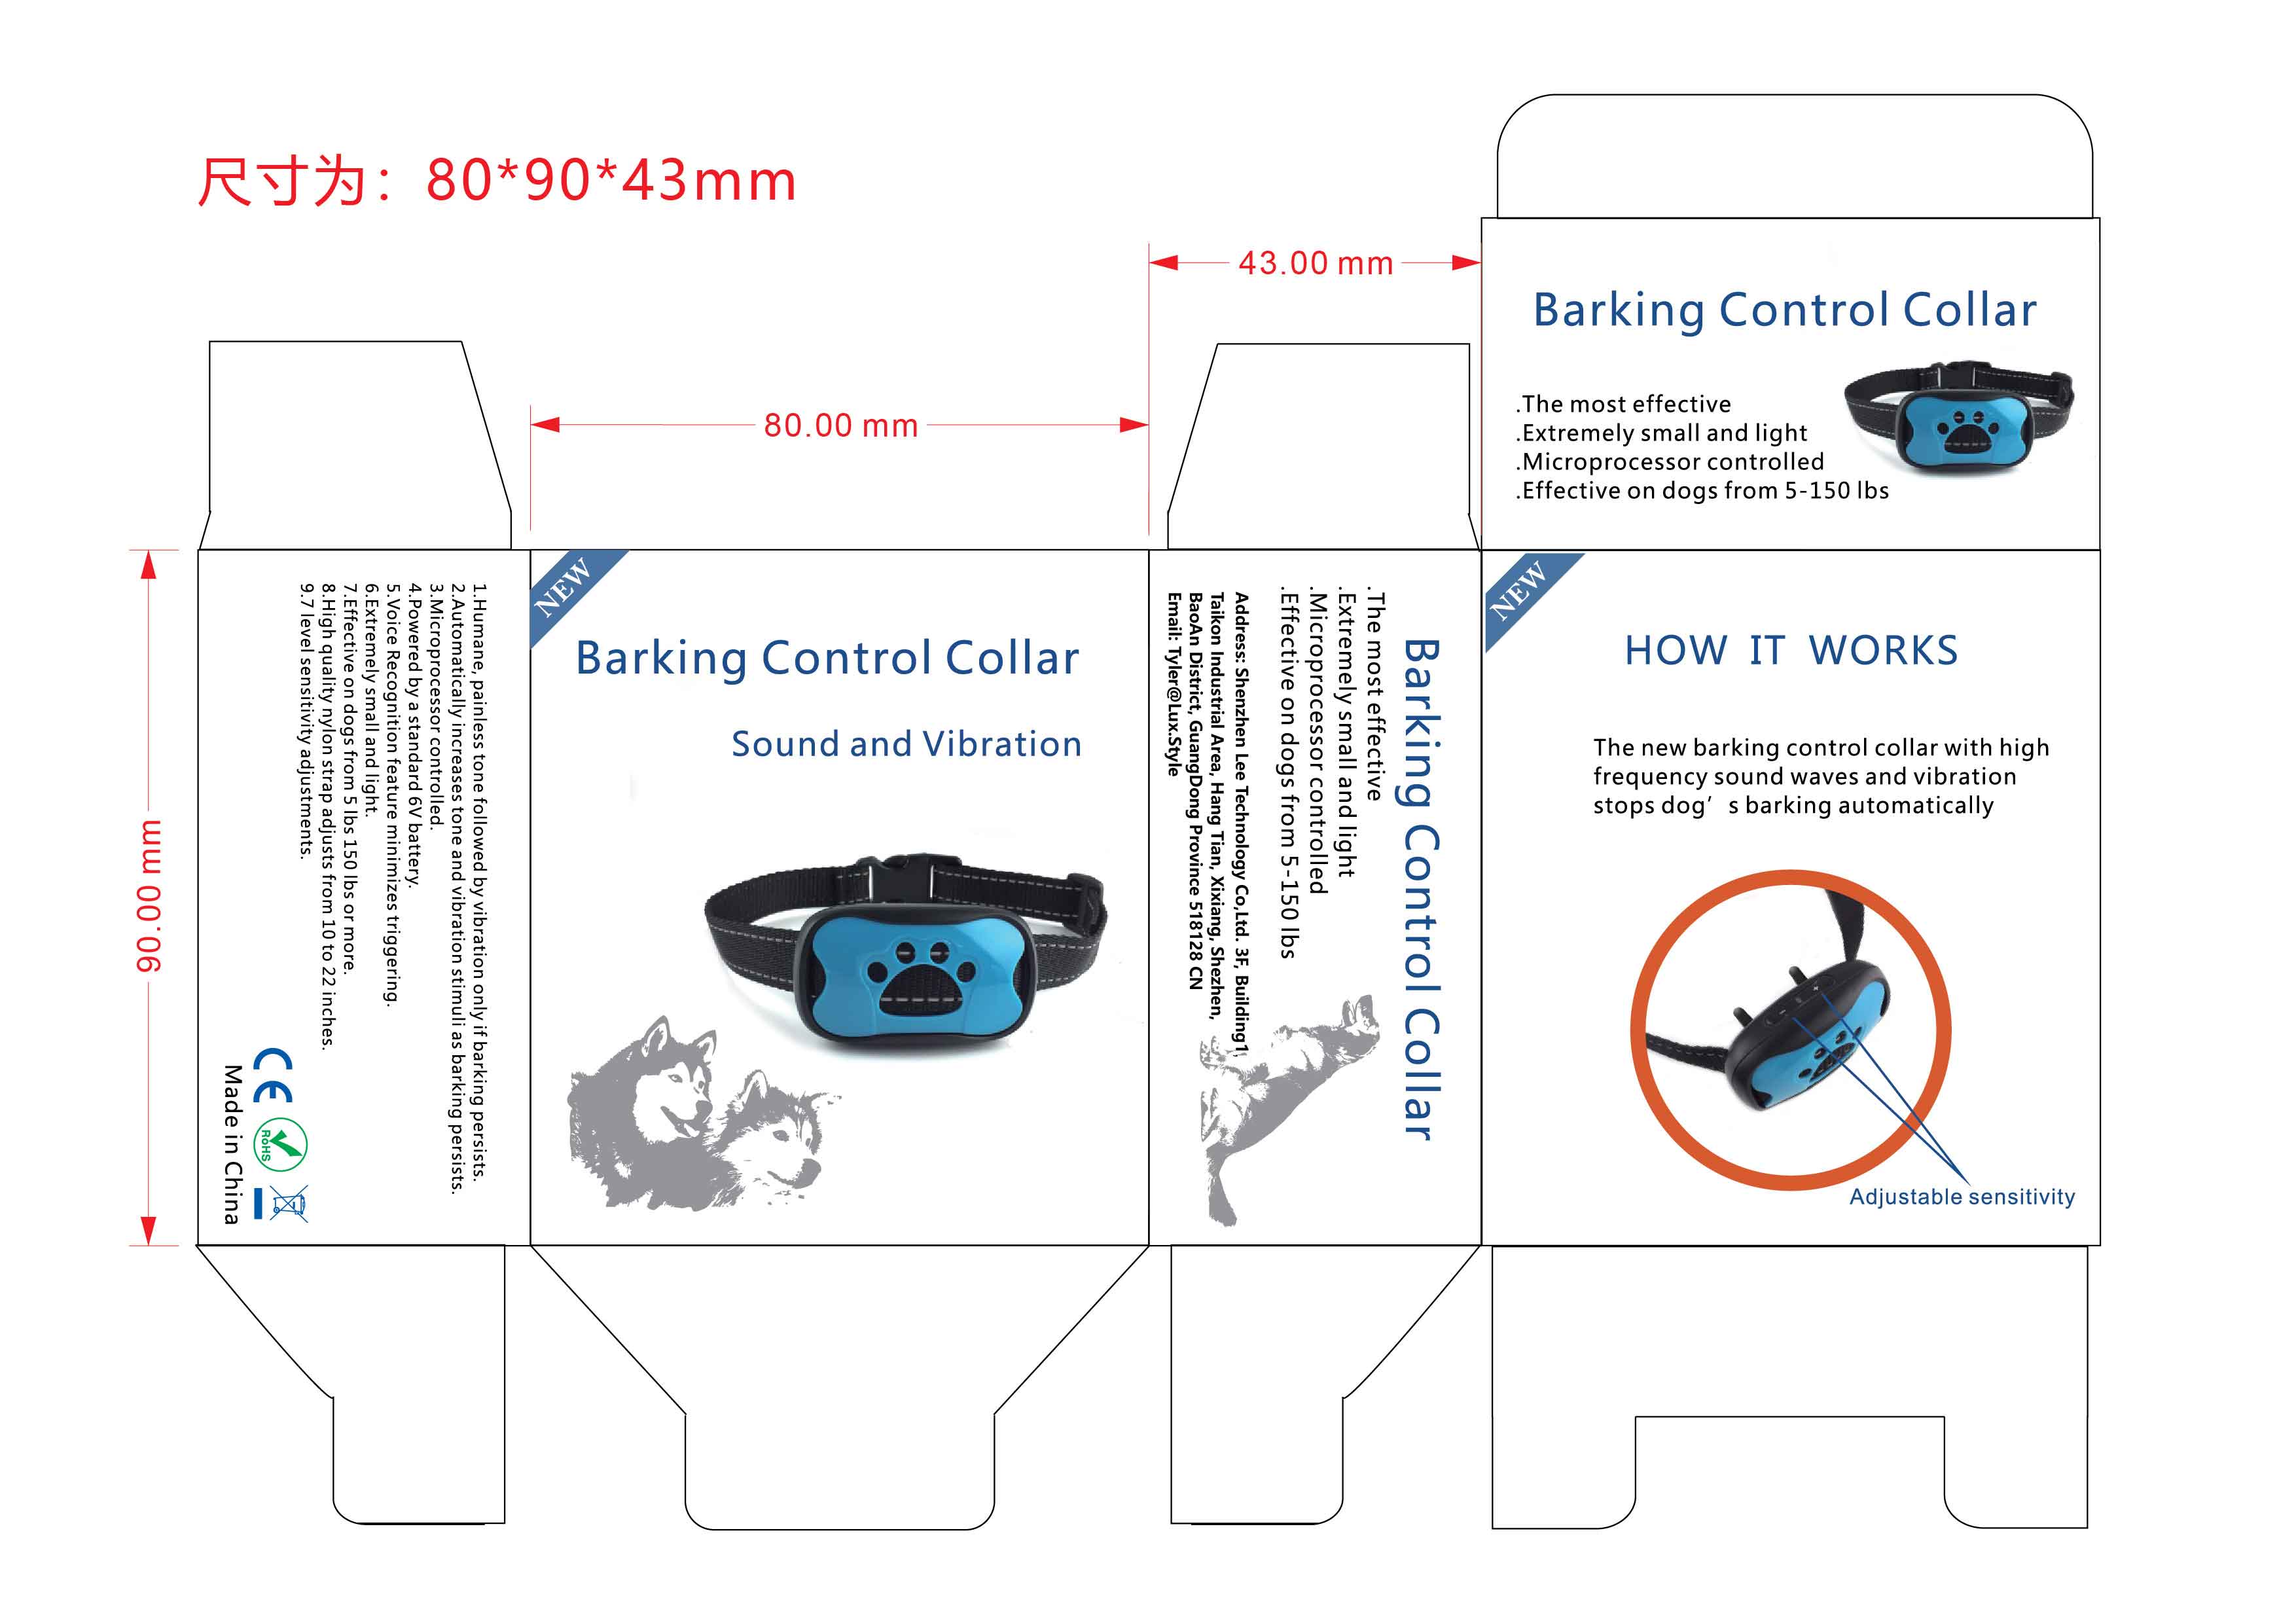 尺寸为：80*90*43mm
43.00 mm
80.00 mm
90.00 mm
Barking Control Collar
.The most effective
.Extremely small and light
.Microprocessor controlled
.Effective on dogs from 5-150 lbs
1.Humane, painless tone followed by vibration only if barking persists.
2.Automatically increases tone and vibration stimuli as barking persists.
3.Microprocessor controlled.
4.Powered by a standard 6V battery.
5.Voice Recognition feature minimizes triggering.
6.Extremely small and light.
7.Effective on dogs from 5 lbs 150 lbs or more.
8.High quality nylon strap adjusts from 10 to 22 inches.
9.7 level sensitivity adjustments.
CE
RoHS
Made in China
NEW
Barking Control Collar
Sound and Vibration
Barking Control Collar
.The most effective
.Extremely small and light
.Microprocessor controlled
.Effective on dogs from 5-150 lbs
Address: Shenzhen Lee Technology Co,Ltd. 3F, Building1,
Taikon Industrial Area, Hang Tian, Xixiang, Shezhen,
BaoAn District, GuangDong Province 518128 CN
Email: Tyler@Lux.Style
NEW
HOW IT WORKS
The new barking control collar with high
frequency sound waves and vibration
stops dog’s barking automatically
Adjustable sensitivity